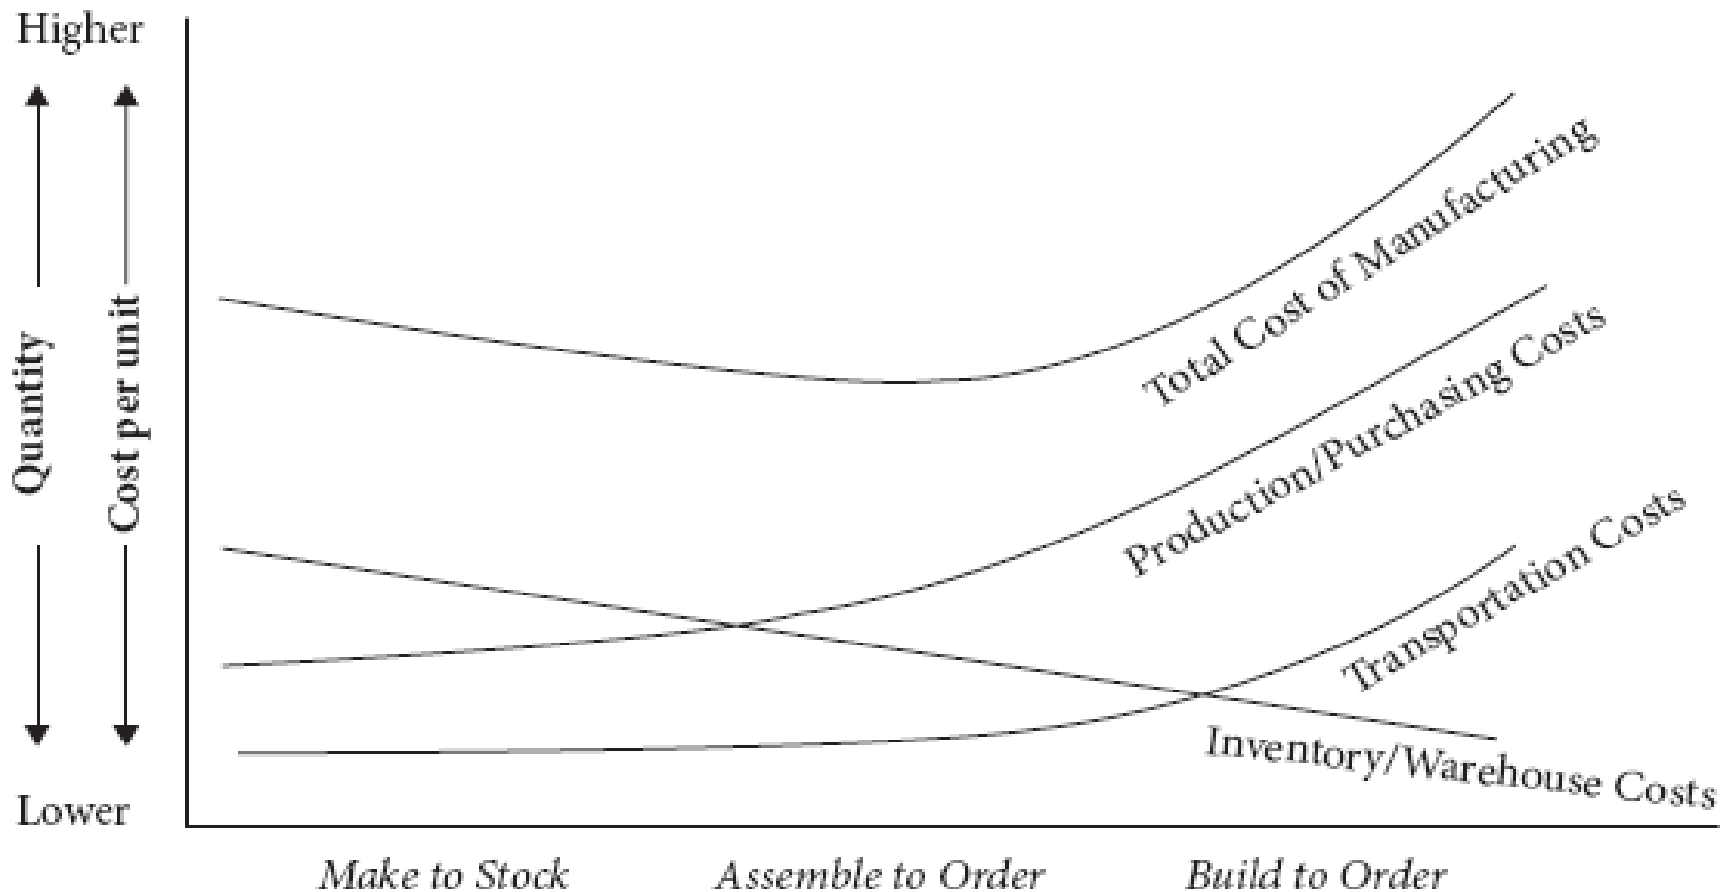 Higher
Quantity
Cost per unit
Lower
Total Cost of Manufacturing
Production/Purchasing Costs
Transportation Costs
Inventory/Warehouse Costs
Make to Stock
Assemble to Order
Build to Order